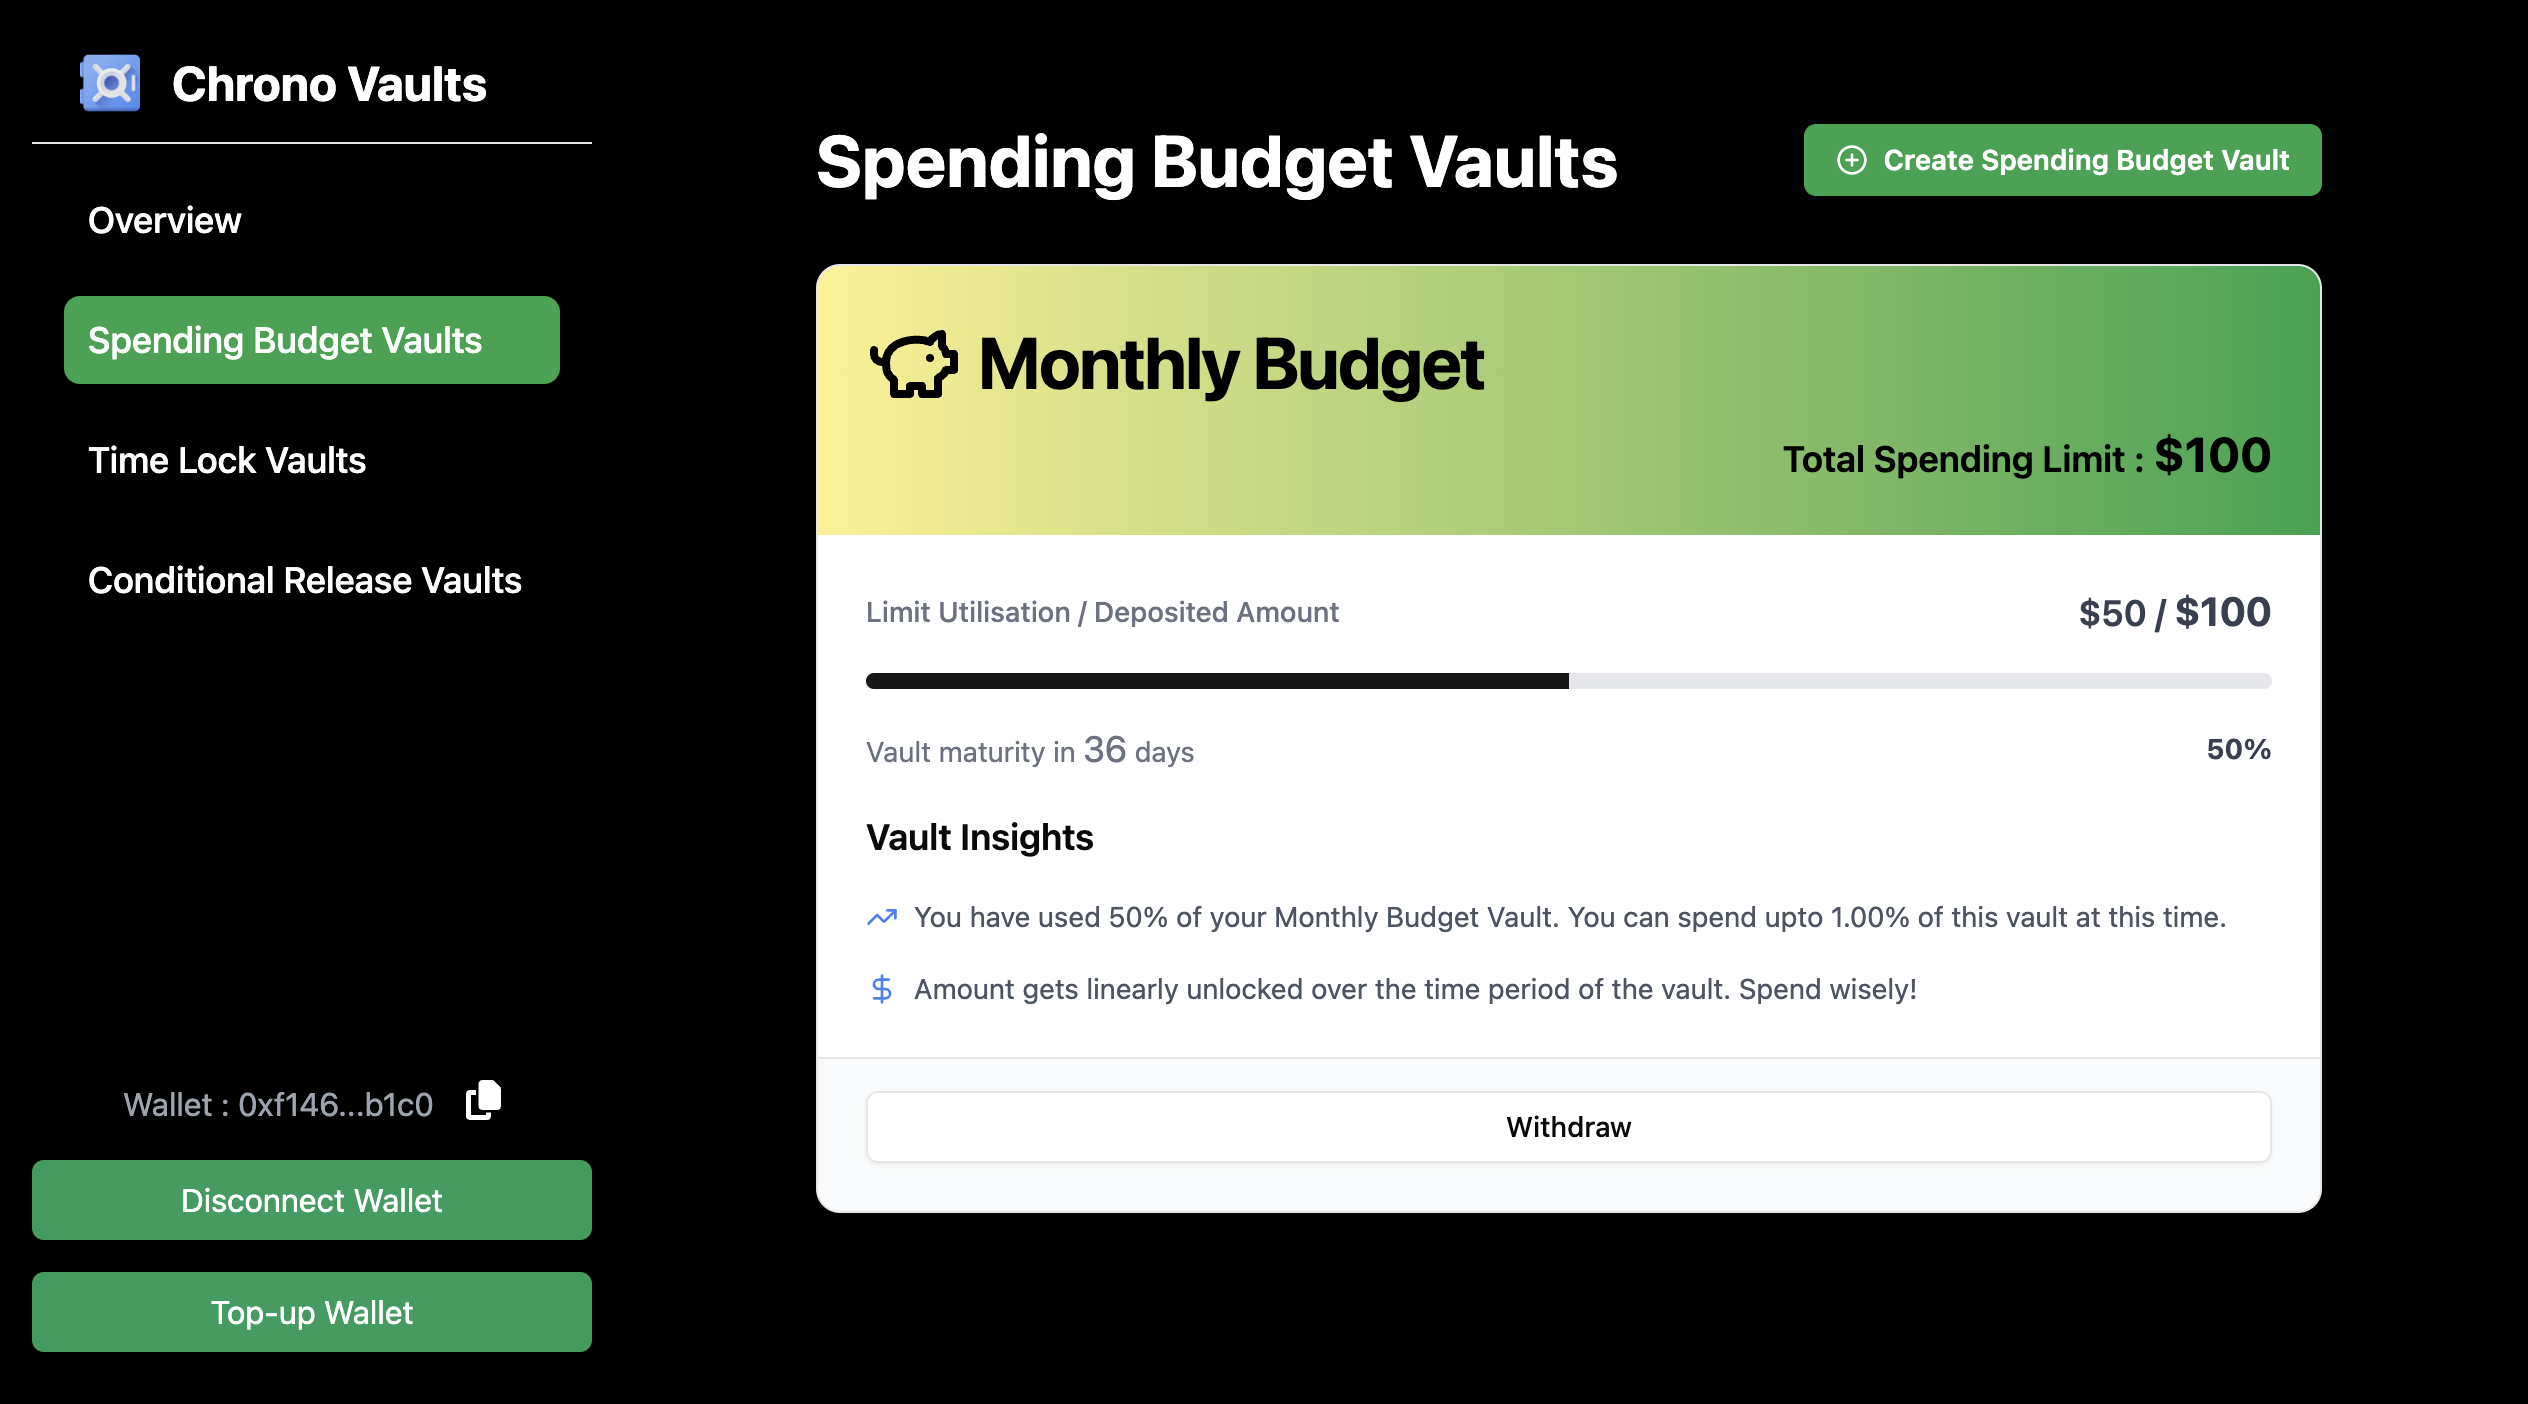 Chrono Vaults
Overview
Spending Budget Vaults
Time Lock Vaults
Conditional Release Vaults
Wallet : 0xf146...b1c0
Disconnect Wallet
Top-up Wallet
Spending Budget Vaults
Create Spending Budget Vault
Monthly Budget
Total Spending Limit : $100
Limit Utilisation / Deposited Amount
$50 / $100
Vault maturity in 36 days
50%
Vault Insights
You have used 50% of your Monthly Budget Vault. You can spend upto 1.00% of this vault at this time.
Amount gets linearly unlocked over the time period of the vault. Spend wisely!
Withdraw